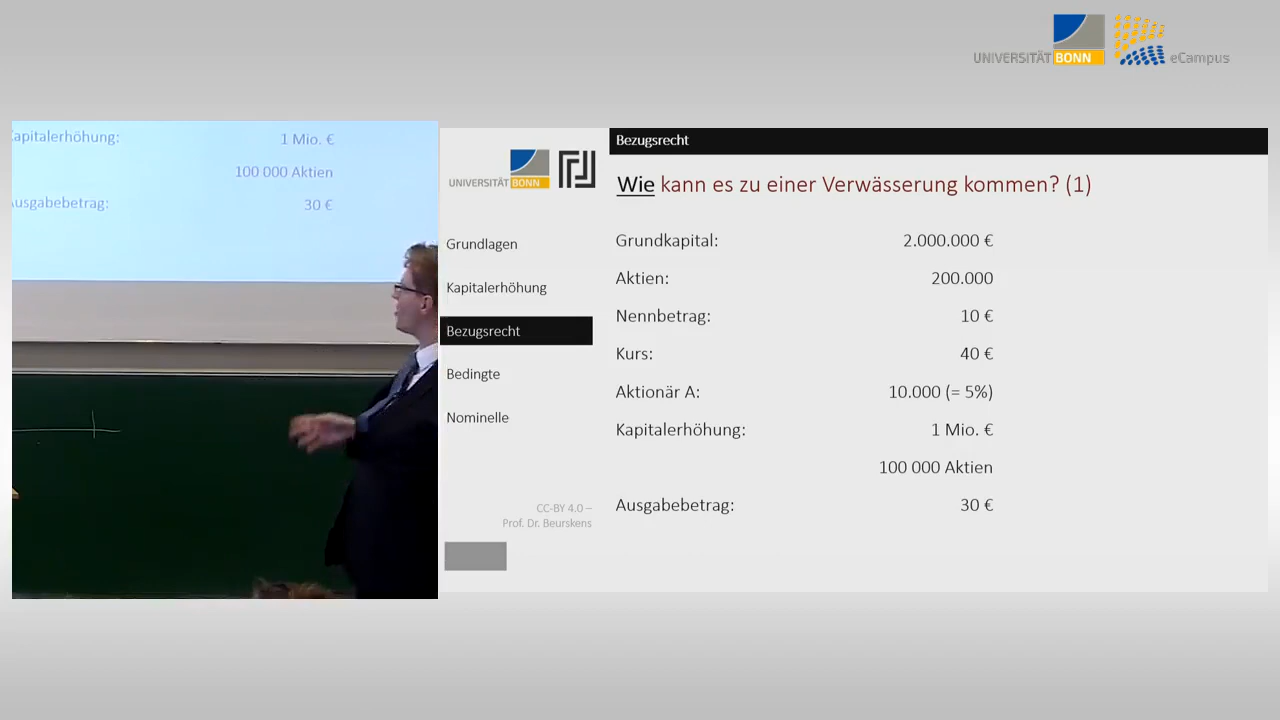 UNIVERSITÄT BONN eCampus
apitalerhöhung: 1 Mio. €
100 000 Aktien
usgabebetrag: 30 €
UNIVERSITÄT BONN
Grundlagen
Kapitalerhöhung
Bezugsrecht
Bedingte
Nominelle
CC-BY 4.0 –
Prof. Dr. Beurskens
Bezugsrecht
Wie kann es zu einer Verwässerung kommen? (1)
Grundkapital: 2.000.000 €
Aktien: 200.000
Nennbetrag: 10 €
Kurs: 40 €
Aktionär A: 10.000 (= 5%)
Kapitalerhöhung: 1 Mio. €
100 000 Aktien
Ausgabebetrag: 30 €